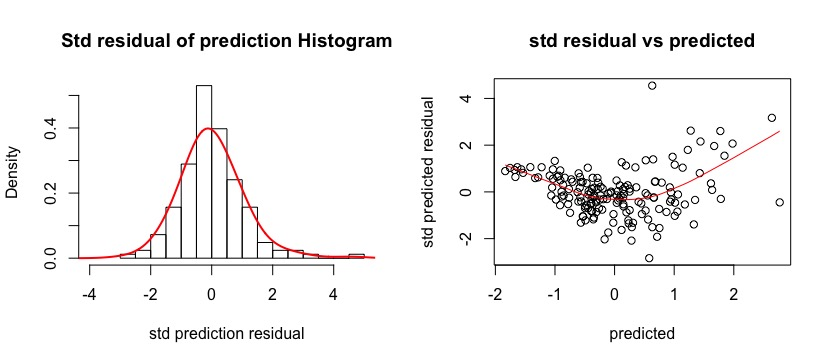 Std residual of prediction Histogram
Density
0.0 0.2 0.4
-4 -2 0 2 4
std prediction residual
std residual vs predicted
std predicted residual
-2 0 2 4
-2 -1 0 1 2
predicted